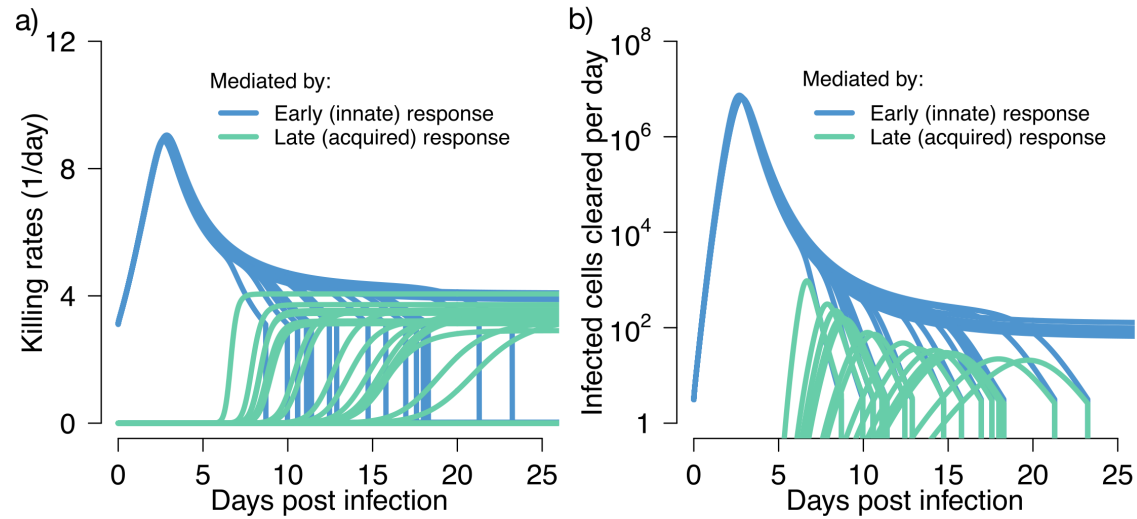 a)
Killing rates (1/day)
12
8
4
0
Mediated by:
Early (innate) response
Late (acquired) response
0 5 10 15 20 25
Days post infection
b)
Infected cells cleared per day
10^8
10^6
10^4
10^2
1
Mediated by:
Early (innate) response
Late (acquired) response
0 5 10 15 20 25
Days post infection